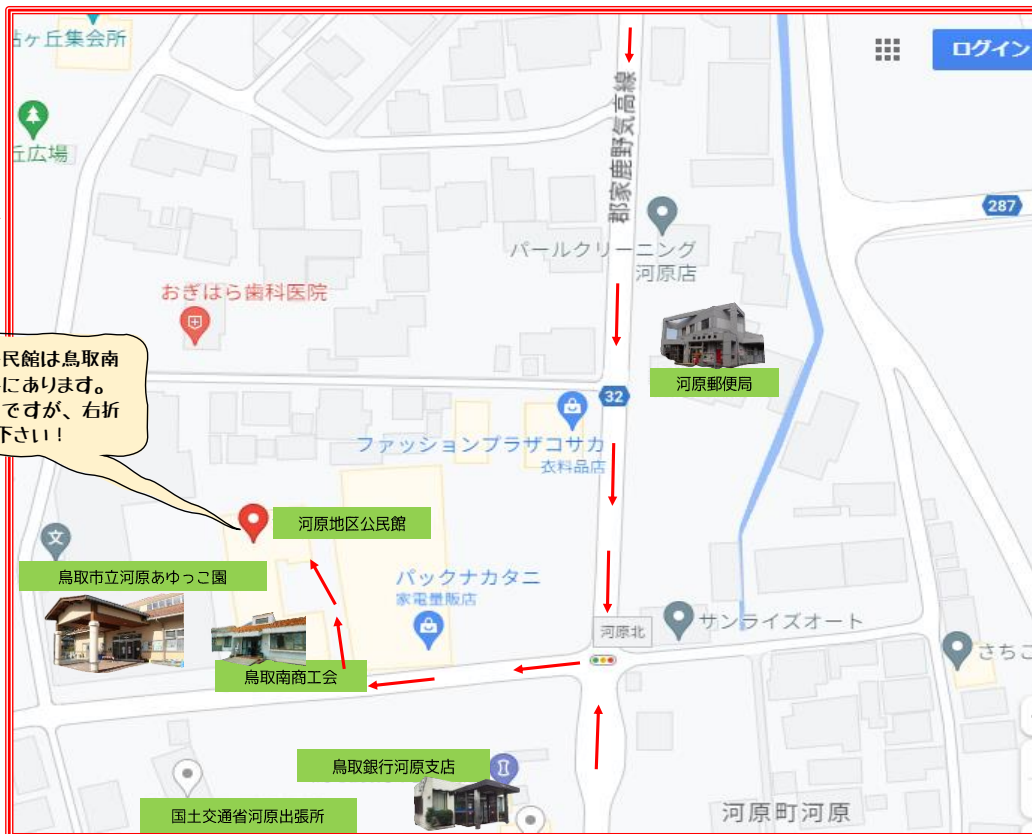 ヶ丘集会所
ログイン
丘広場
郡家鹿野気高線
287
パールクリーニング
河原店
おぎはら歯科医院
民館は鳥取南
にあります。
ですが、右折
下さい！
河原郵便局
32
ファッションプラザコサカ
衣料品店
河原地区公民館
文
鳥取市立河原あゆっこ園
パックナカタニ
家電量販店
河原北
サンライズオート
さちこ
鳥取南商工会
鳥取銀行河原支店
国土交通省河原出張所
河原町河原